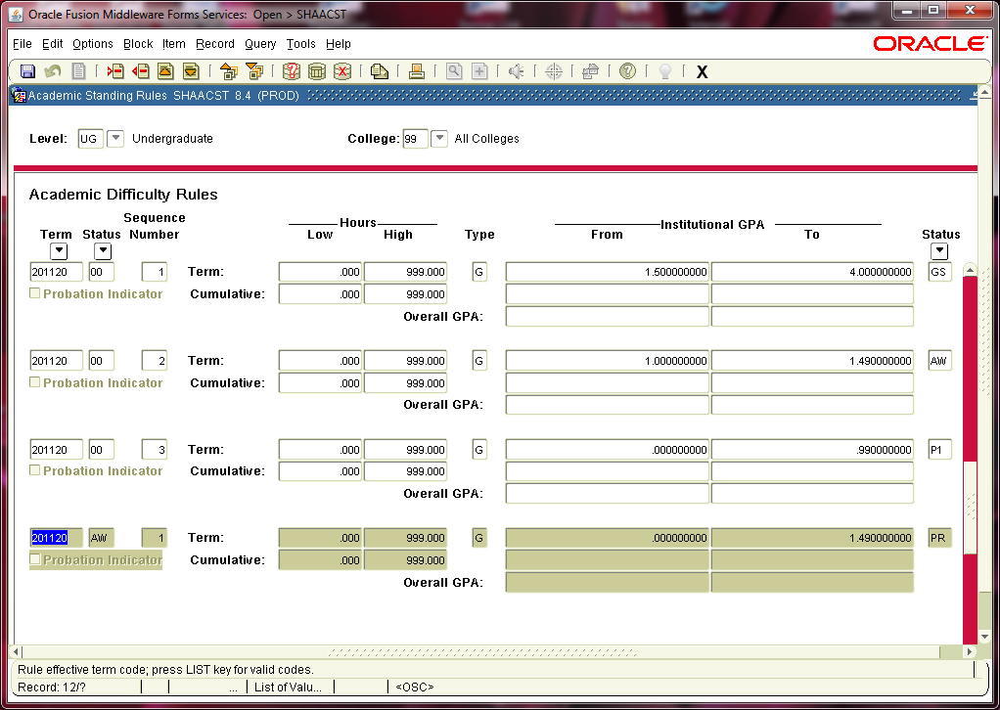 Oracle Fusion Middleware Forms Services: Open > SHAACST
File Edit Options Block Item Record Query Tools Help
ORACLE
X
Academic Standing Rules SHAACST 8.4 (PROD)
Level: UG Undergraduate College: 99 All Colleges
Academic Difficulty Rules
Sequence
Hours Institutional GPA
Term Status Number Low High Type From To Status
201120 00 1 Term: .000 999.000 G 1.500000000 4.000000000 GS
Probation Indicator Cumulative: .000 999.000
Overall GPA:
201120 00 2 Term: .000 999.000 G 1.000000000 1.490000000 AW
Probation Indicator Cumulative: .000 999.000
Overall GPA:
201120 00 3 Term: .000 999.000 G .000000000 .990000000 P1
Probation Indicator Cumulative: .000 999.000
Overall GPA:
201120 AW 1 Term: .000 999.000 G .000000000 1.490000000 PR
Probation Indicator Cumulative: .000 999.000
Overall GPA:
Rule effective term code; press LIST key for valid codes.
Record: 12/? ... List of Valu... <OSC>